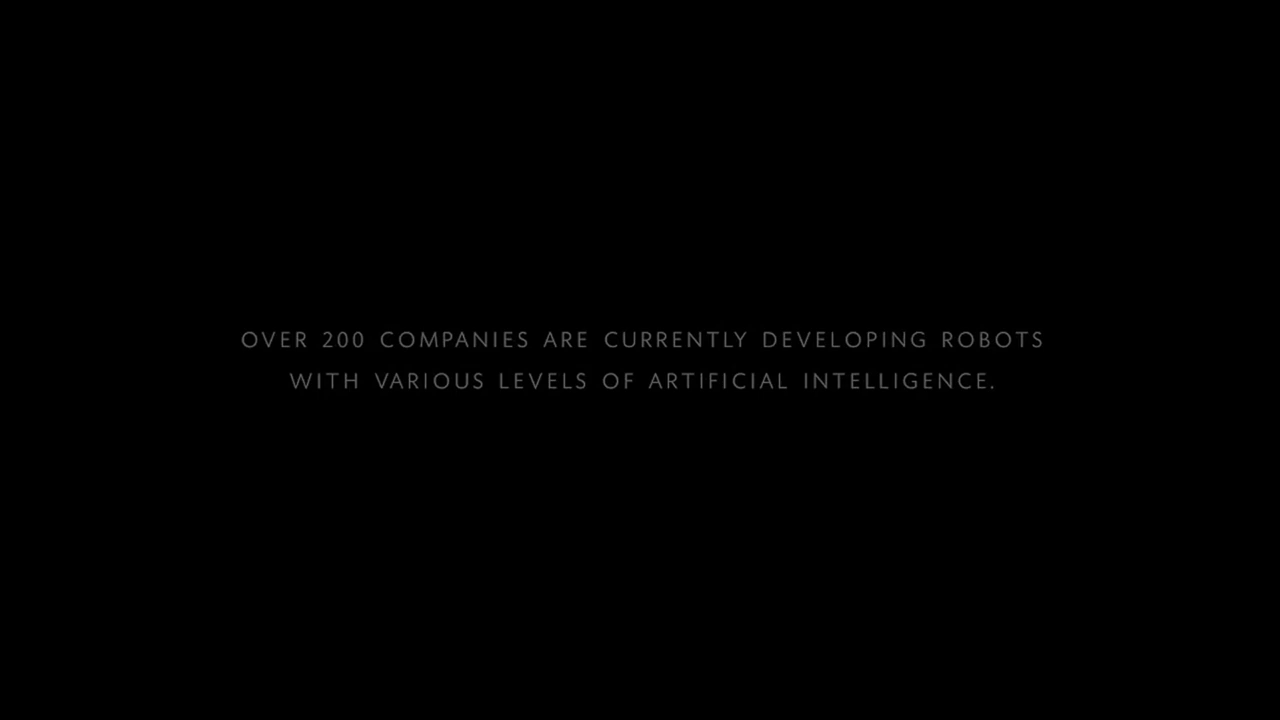 OVER 200 COMPANIES ARE CURRENTLY DEVELOPING ROBOTS
WITH VARIOUS LEVELS OF ARTIFICIAL INTELLIGENCE.